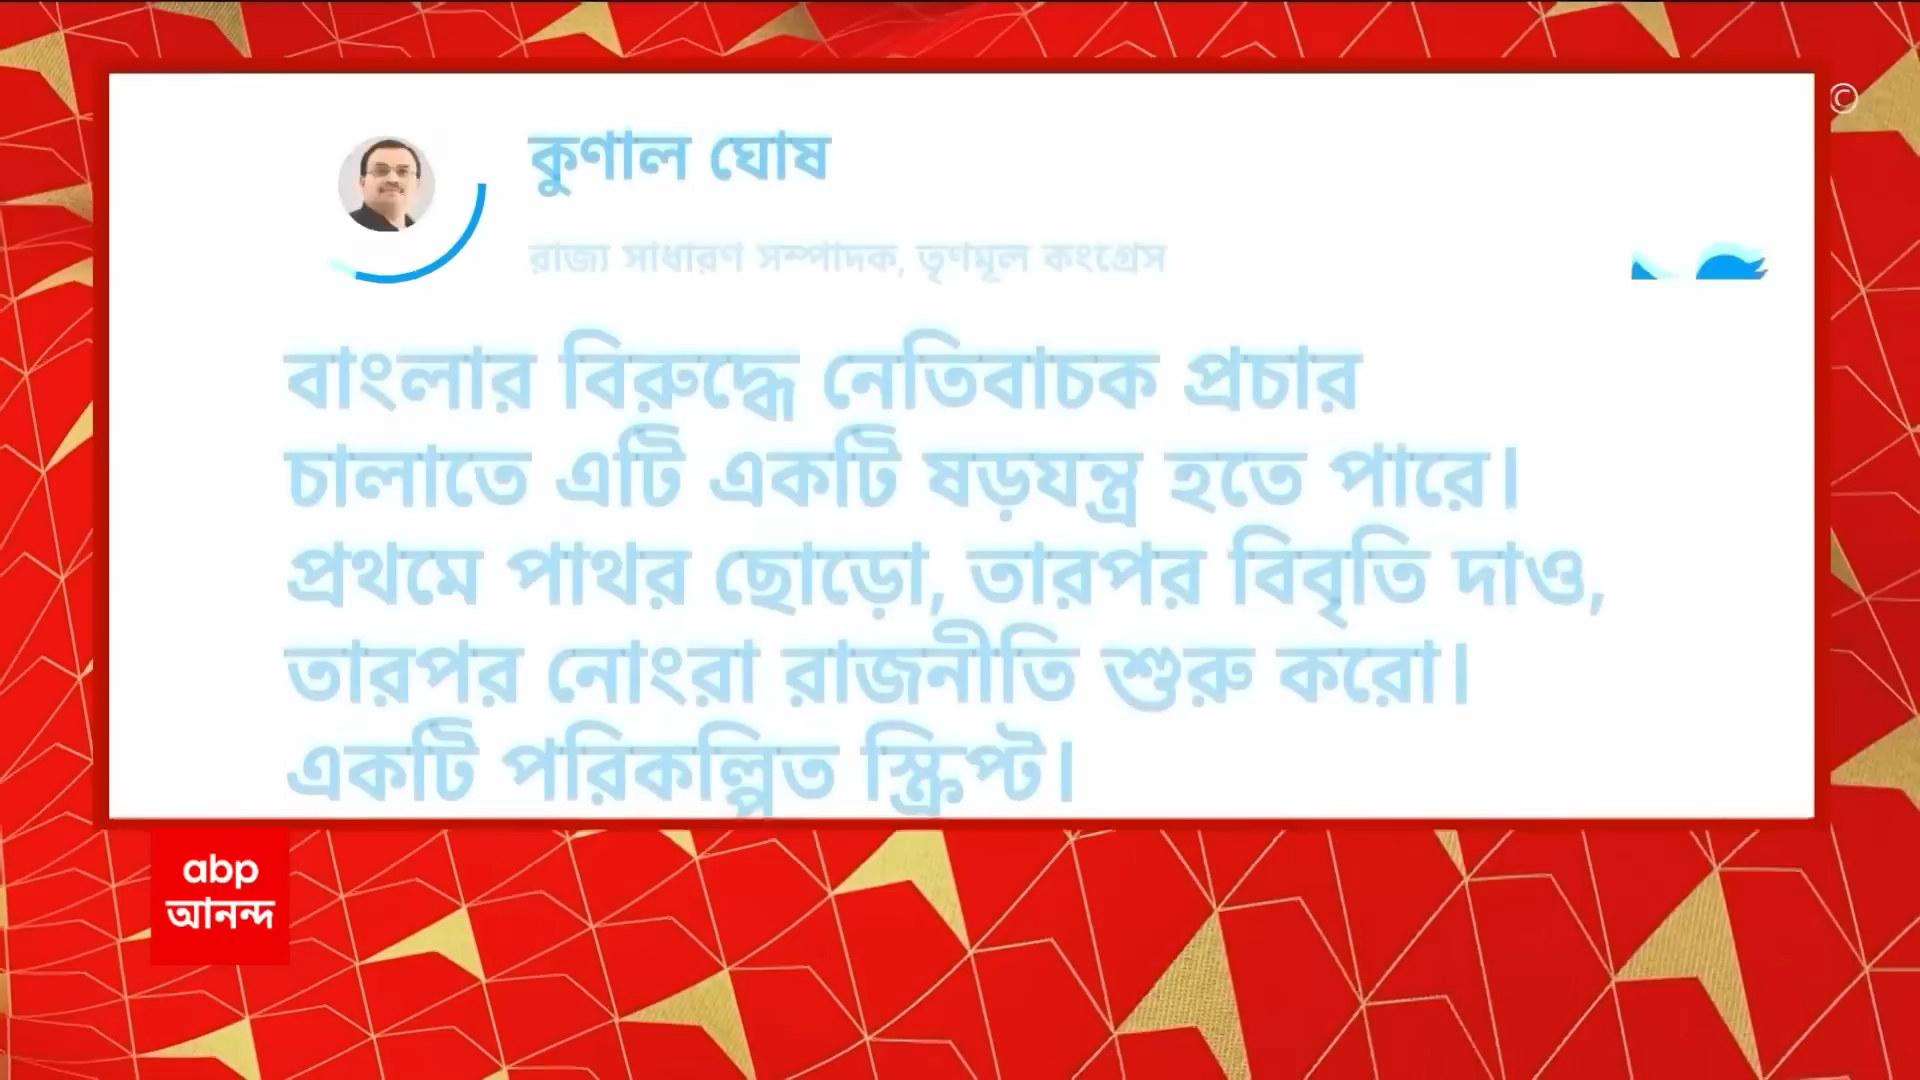 ©
কুণাল ঘোষ
রাজ্য সাধারণ সম্পাদক, তৃণমূল কংগ্রেস
বাংলার বিরুদ্ধে নেতিবাচক প্রচার
চালাতে এটি একটি ষড়যন্ত্র হতে পারে।
প্রথমে পাথর ছোড়ো, তারপর বিবৃতি দাও,
তারপর নোংরা রাজনীতি শুরু করো।
একটি পরিকল্পিত স্ক্রিপ্ট।
abp
আনন্দ